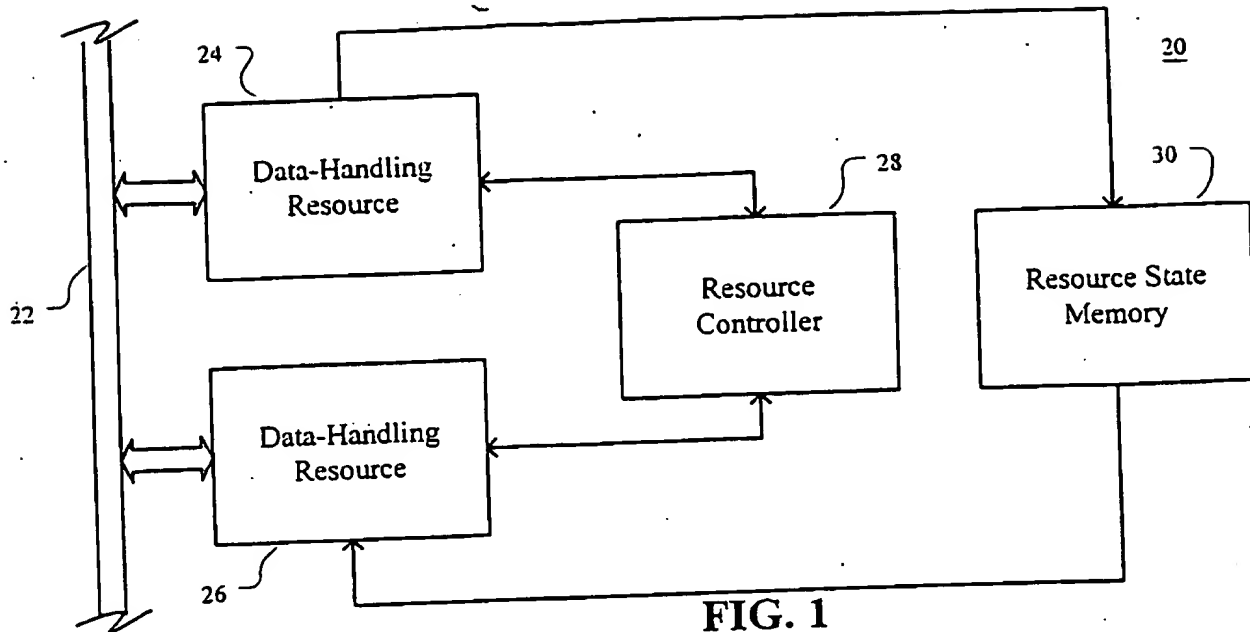 20
24
Data-Handling
Resource
28
30
Resource
Controller
Resource State
Memory
22
Data-Handling
Resource
26
FIG. 1